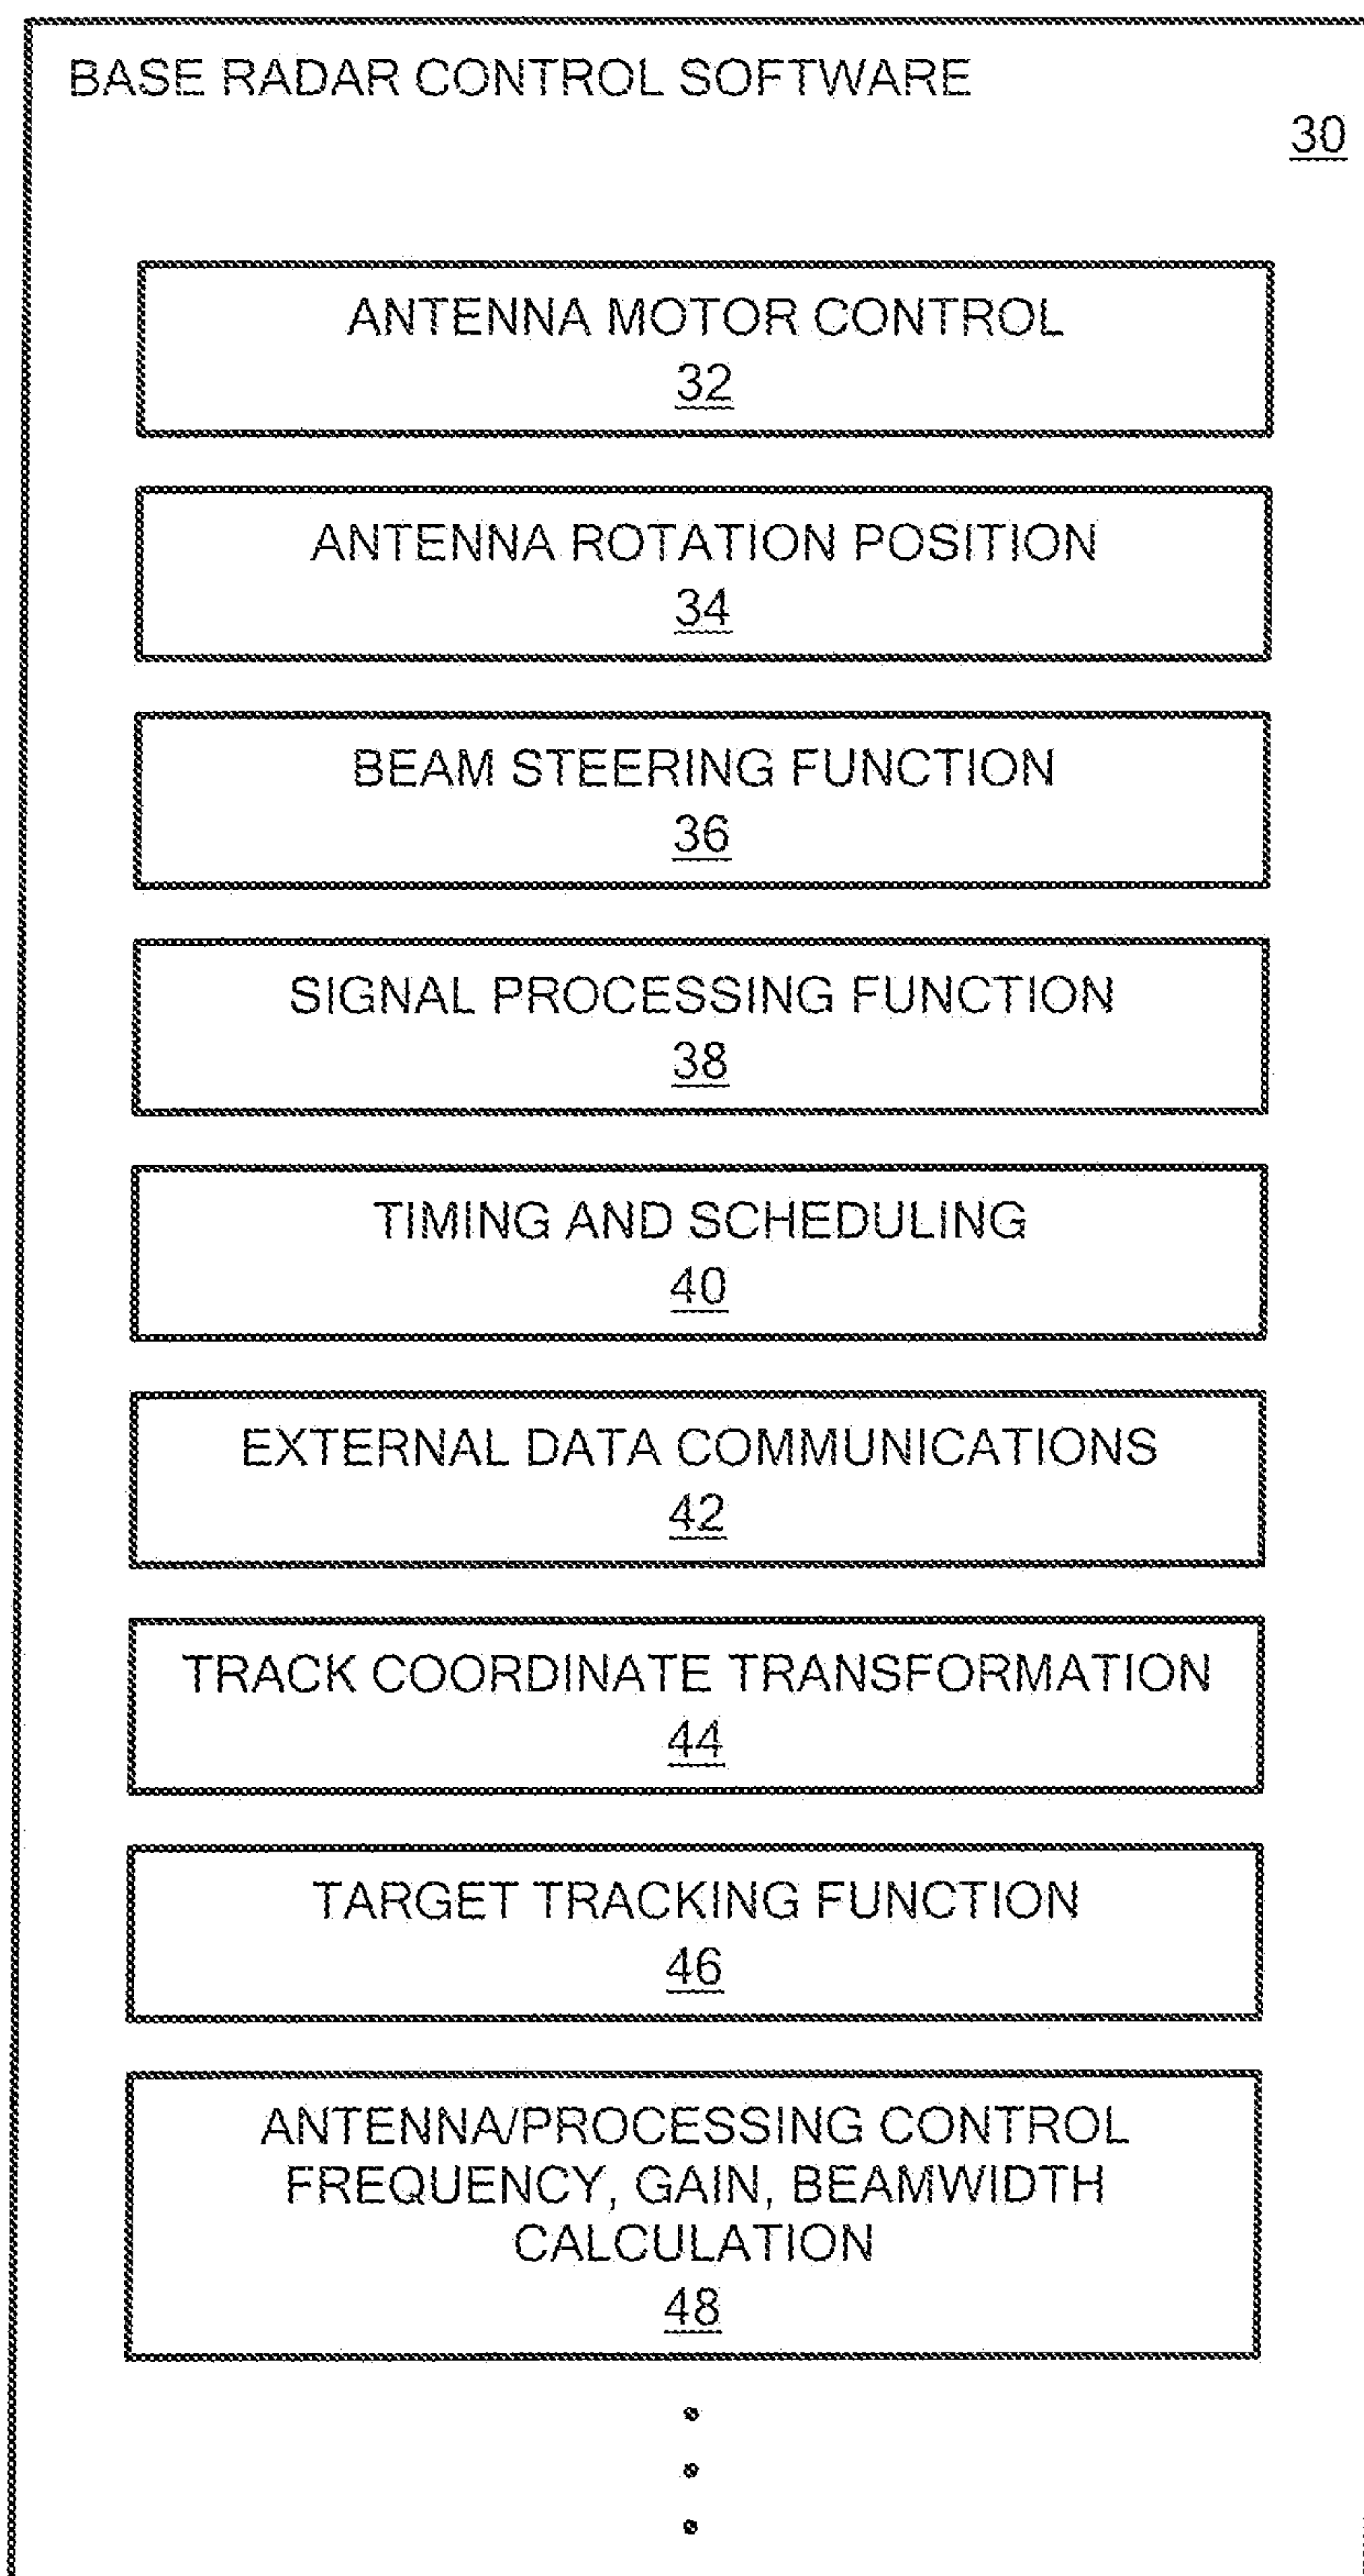 BASE RADAR CONTROL SOFTWARE
30
ANTENNA MOTOR CONTROL
32
ANTENNA ROTATION POSITION
34
BEAM STEERING FUNCTION
36
SIGNAL PROCESSING FUNCTION
38
TIMING AND SCHEDULING
40
EXTERNAL DATA COMMUNICATIONS
42
TRACK COORDINATE TRANSFORMATION
44
TARGET TRACKING FUNCTION
46
ANTENNA/PROCESSING CONTROL
FREQUENCY, GAIN, BEAMWIDTH
CALCULATION
48